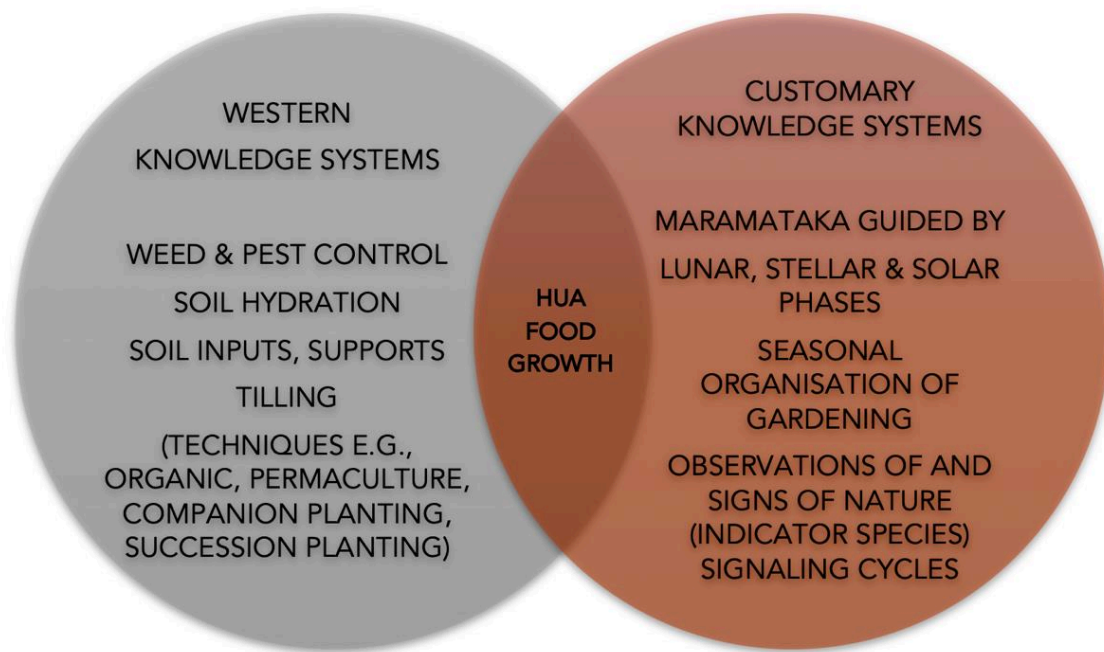 WESTERN
KNOWLEDGE SYSTEMS
WEED & PEST CONTROL
SOIL HYDRATION
SOIL INPUTS, SUPPORTS
TILLING
(TECHNIQUES E.G.,
ORGANIC, PERMACULTURE,
COMPANION PLANTING,
SUCCESSION PLANTING)
HUA
FOOD
GROWTH
CUSTOMARY
KNOWLEDGE SYSTEMS
MARAMATAKA GUIDED BY
LUNAR, STELLAR & SOLAR
PHASES
SEASONAL
ORGANISATION OF
GARDENING
OBSERVATIONS OF AND
SIGNS OF NATURE
(INDICATOR SPECIES)
SIGNALING CYCLES